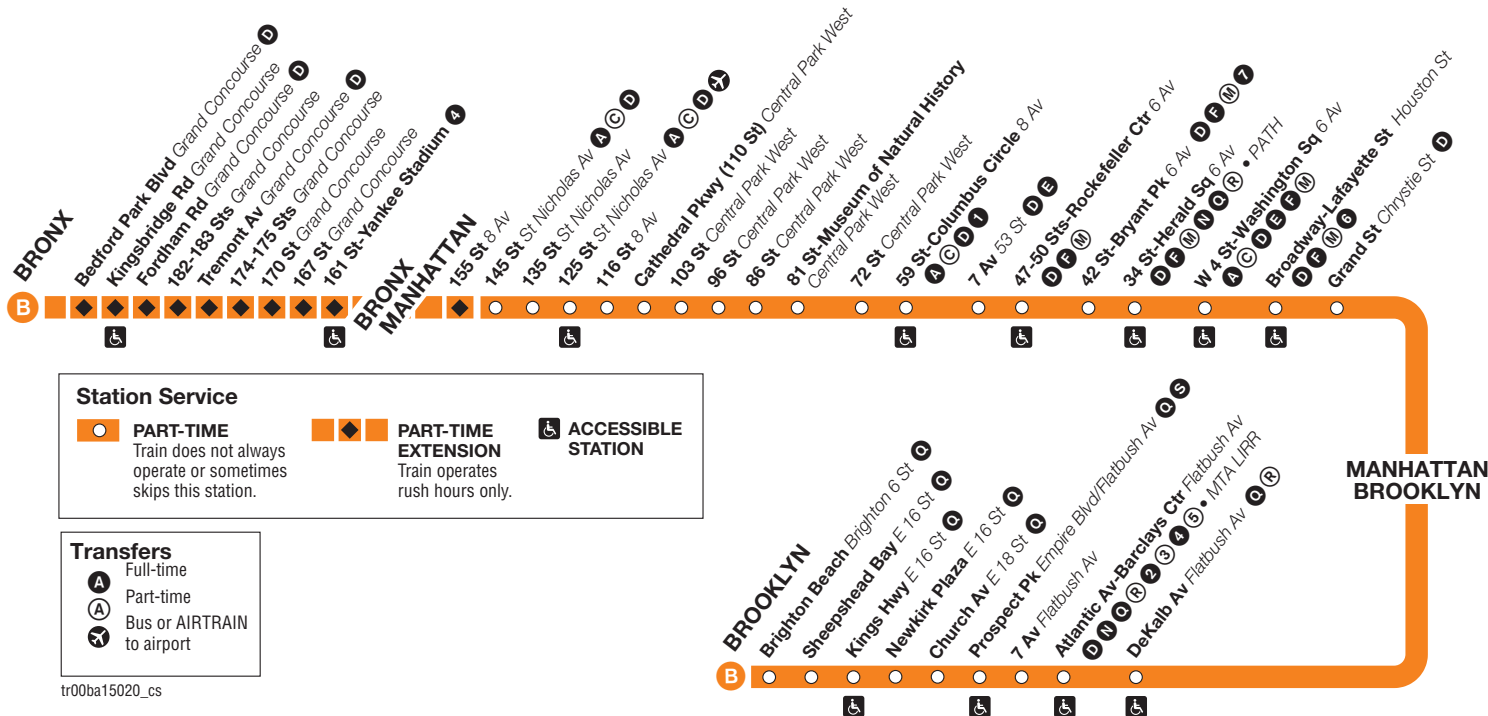 BRONX
B
Bedford Park Blvd Grand Concourse D
Kingsbridge Rd Grand Concourse
Fordham Rd Grand Concourse D
182-183 Sts Grand Concourse
Tremont Av Grand Concourse D
174-175 Sts Grand Concourse
170 St Grand Concourse
167 St Grand Concourse
161 St-Yankee Stadium 4
BRONX
MANHATTAN
155 St 8 Av
145 St St Nicholas Av A C D
135 St St Nicholas Av
125 St St Nicholas Av A C D
116 St 8 Av
Cathedral Pkwy (110 St) Central Park West
103 St Central Park West
96 St Central Park West
86 St Central Park West
81 St-Museum of Natural History
Central Park West
72 St Central Park West
59 St-Columbus Circle 8 Av
A C D 1
7 Av 53 St D E
47-50 Sts-Rockefeller Ctr 6 Av
D F M
42 St-Bryant Pk 6 Av D F M 7
34 St-Herald Sq 6 Av
D F M N Q R • PATH
W 4 St-Washington Sq 6 Av
A C D E F M
Broadway-Lafayette St Houston St
D F M 6
Grand St Chrystie St D
MANHATTAN
BROOKLYN
Station Service
PART-TIME
Train does not always
operate or sometimes
skips this station.
PART-TIME
EXTENSION
Train operates
rush hours only.
ACCESSIBLE
STATION
Transfers
A Full-time
A Part-time
Bus or AIRTRAIN
to airport
tr00ba15020_cs
BROOKLYN
B
Brighton Beach Brighton 6 St Q
Sheepshead Bay E 16 St Q
Kings Hwy E 16 St Q
Newkirk Plaza E 16 St Q
Church Av E 18 St Q
Prospect Pk Empire Blvd/Flatbush Av Q S
7 Av Flatbush Av
Atlantic Av-Barclays Ctr Flatbush Av
D N Q R 2 3 4 5 • MTA LIRR
DeKalb Av Flatbush Av Q R